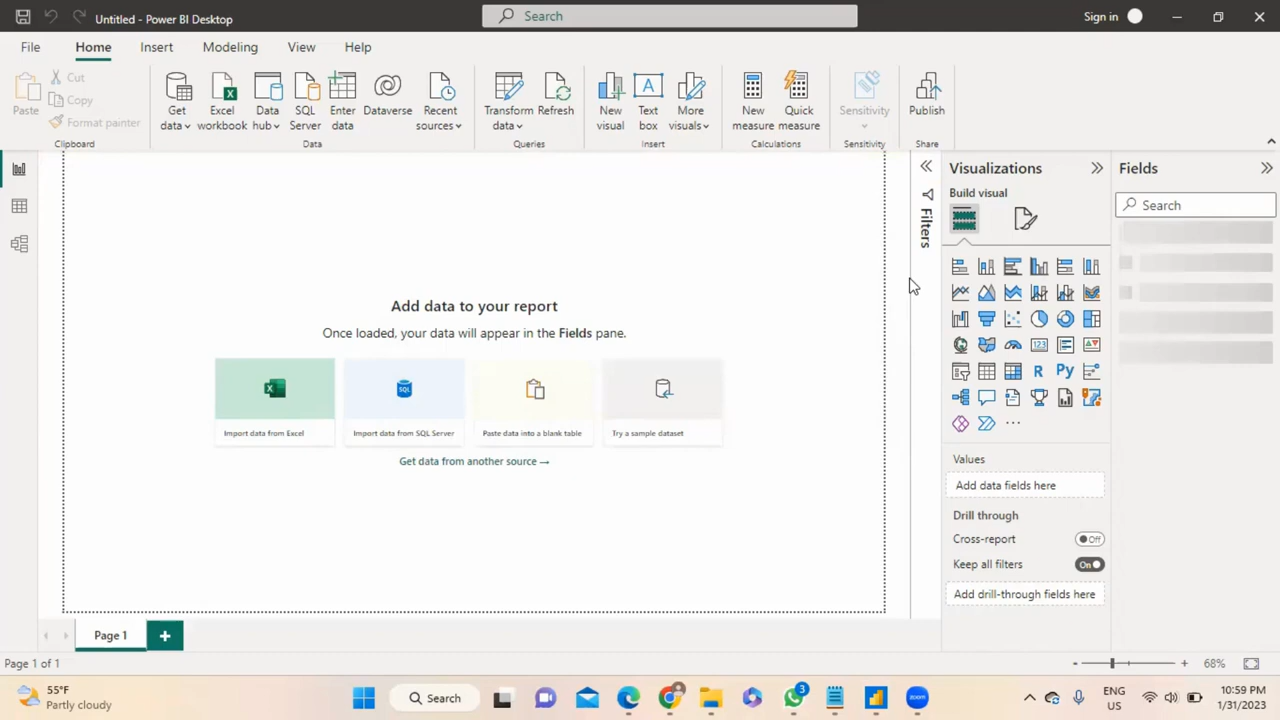 Untitled - Power BI Desktop
Search
Sign in
File Home Insert Modeling View Help
Paste
Cut
Copy
Format painter
Clipboard
Get data
Excel workbook
Data hub
SQL Server
Enter data
Dataverse
Recent sources
Data
Transform data
Refresh
Queries
New visual
Text box
More visuals
Insert
New measure
Quick measure
Calculations
Sensitivity
Sensitivity
Publish
Share
Filters
Visualizations
Build visual
Fields
Search
Add data to your report
Once loaded, your data will appear in the Fields pane.
SQL
Import data from Excel
Import data from SQL Server
Paste data into a blank table
Try a sample dataset
Get data from another source →
123
R
Py
Values
Add data fields here
Drill through
Cross-report
Off
Keep all filters
On
Add drill-through fields here
Page 1
Page 1 of 1
68%
55°F
Partly cloudy
Search
3
ENG
US
10:59 PM
1/31/2023